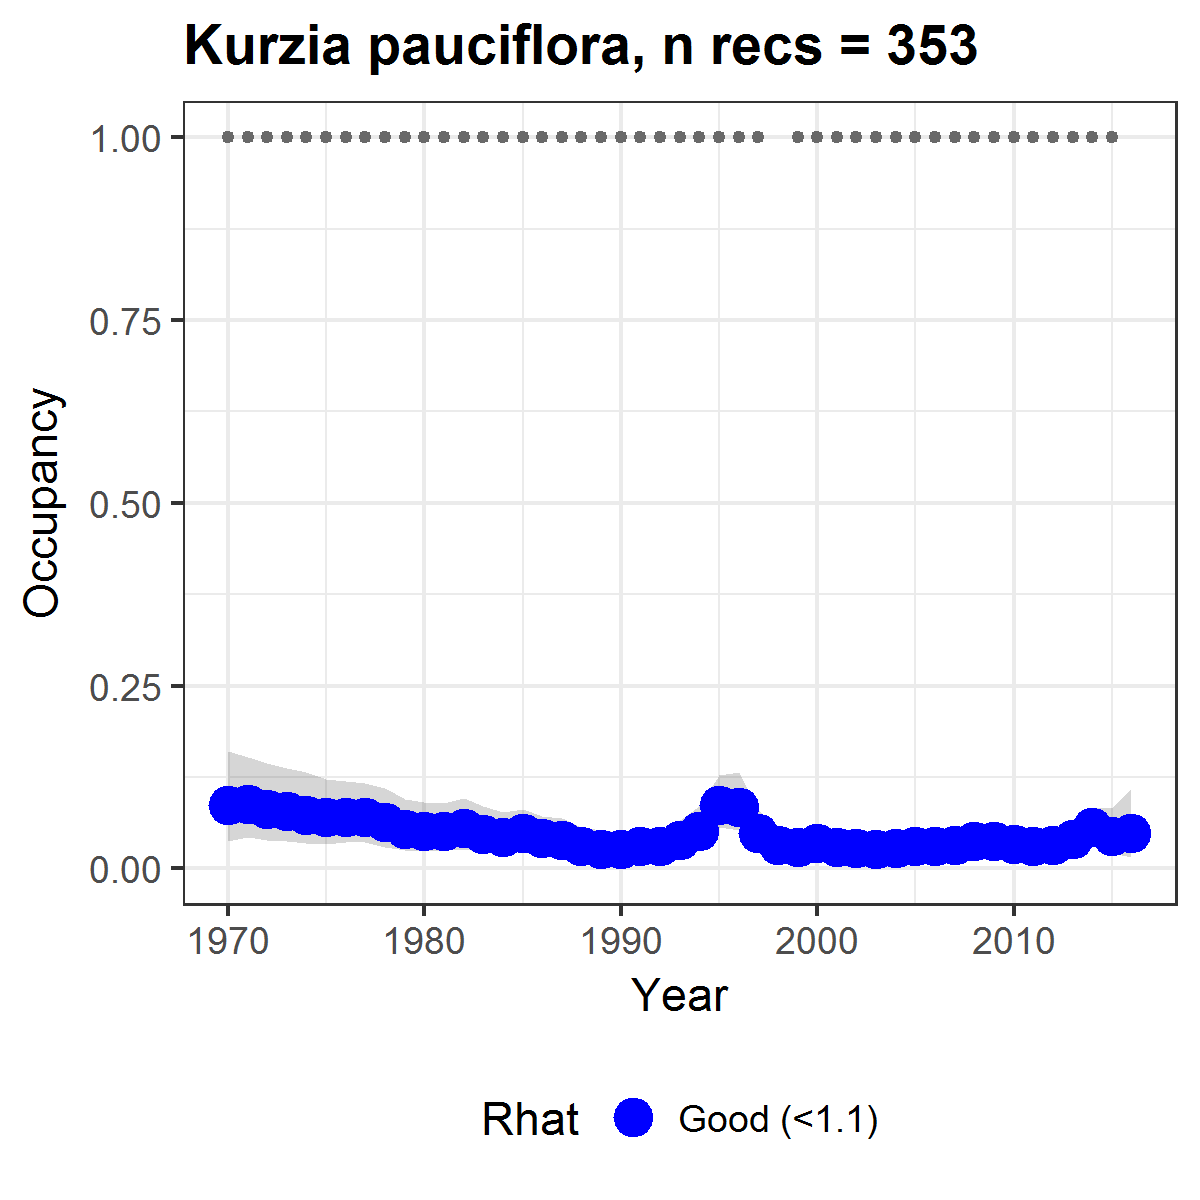 Kurzia pauciflora, n recs = 353
1.00
0.75
0.50
0.25
0.00
Occupancy
1970 1980 1990 2000 2010
Year
Rhat Good (<1.1)